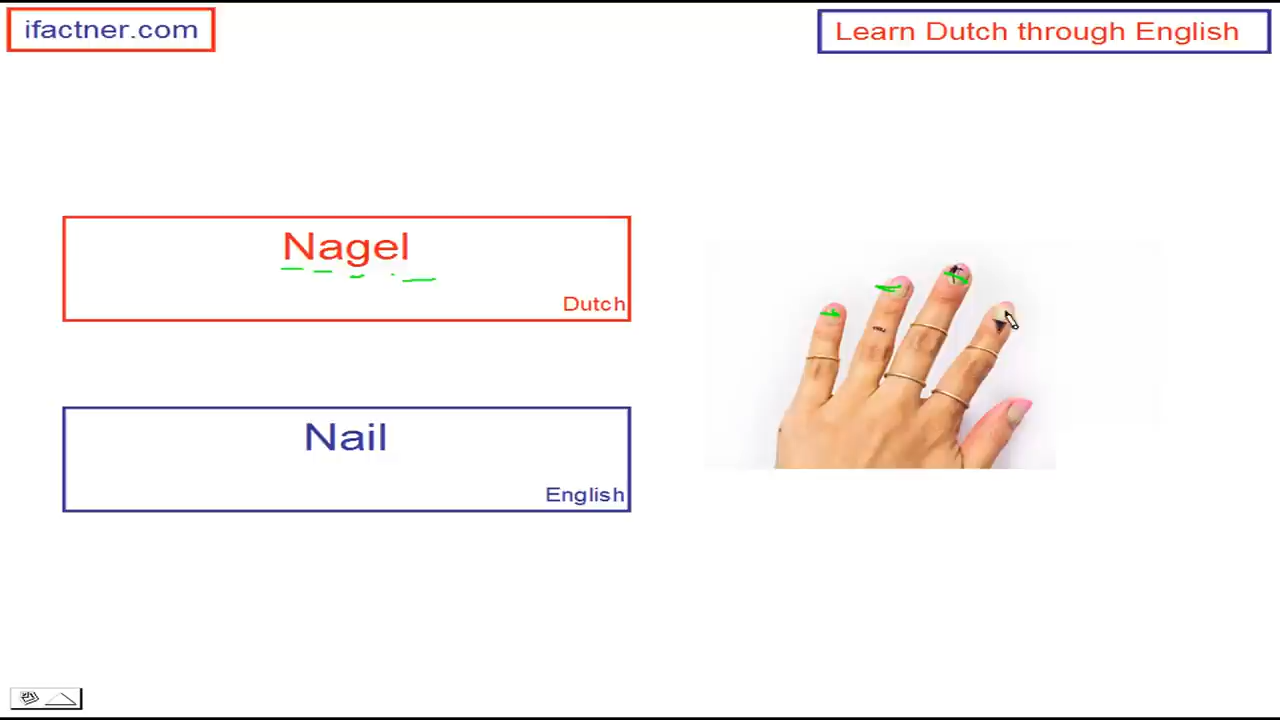 ifactner.com
Learn Dutch through English
Nagel
Dutch
Nail
English